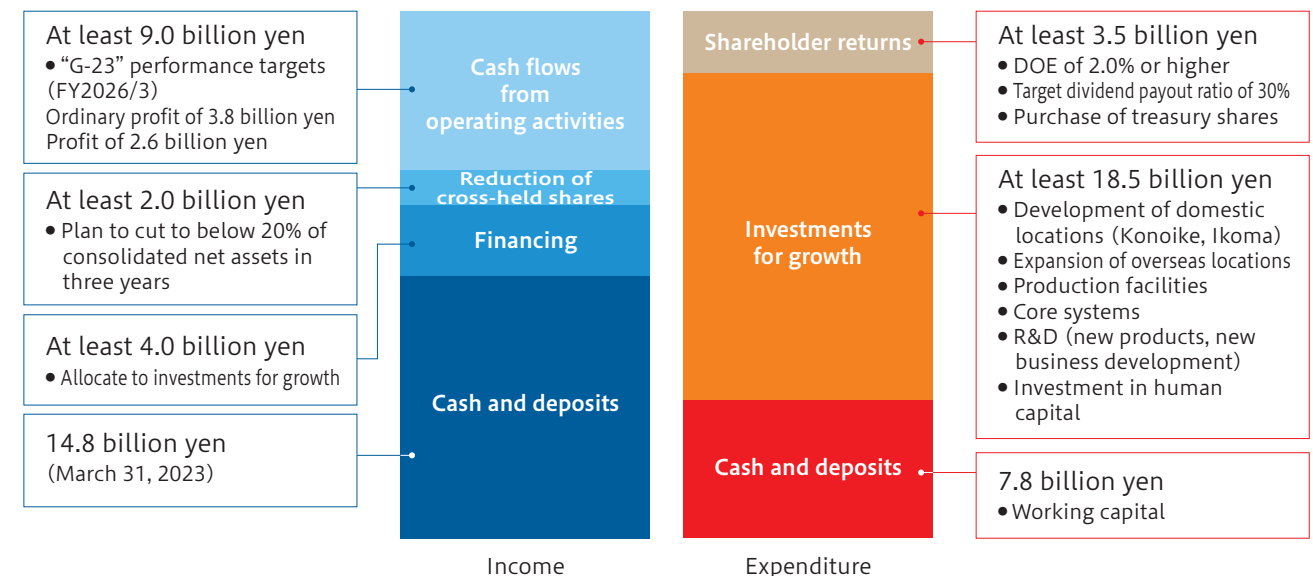 At least 9.0 billion yen
• “G-23” performance targets
(FY2026/3)
Ordinary profit of 3.8 billion yen
Profit of 2.6 billion yen
At least 2.0 billion yen
• Plan to cut to below 20% of
consolidated net assets in
three years
At least 4.0 billion yen
• Allocate to investments for growth
14.8 billion yen
(March 31, 2023)
Cash flows
from
operating activities
Reduction of
cross-held shares
Financing
Cash and deposits
Income
Shareholder returns
Investments
for growth
Cash and deposits
Expenditure
At least 3.5 billion yen
• DOE of 2.0% or higher
• Target dividend payout ratio of 30%
• Purchase of treasury shares
At least 18.5 billion yen
• Development of domestic
locations (Konoike, Ikoma)
• Expansion of overseas locations
• Production facilities
• Core systems
• R&D (new products, new
business development)
• Investment in human
capital
7.8 billion yen
• Working capital